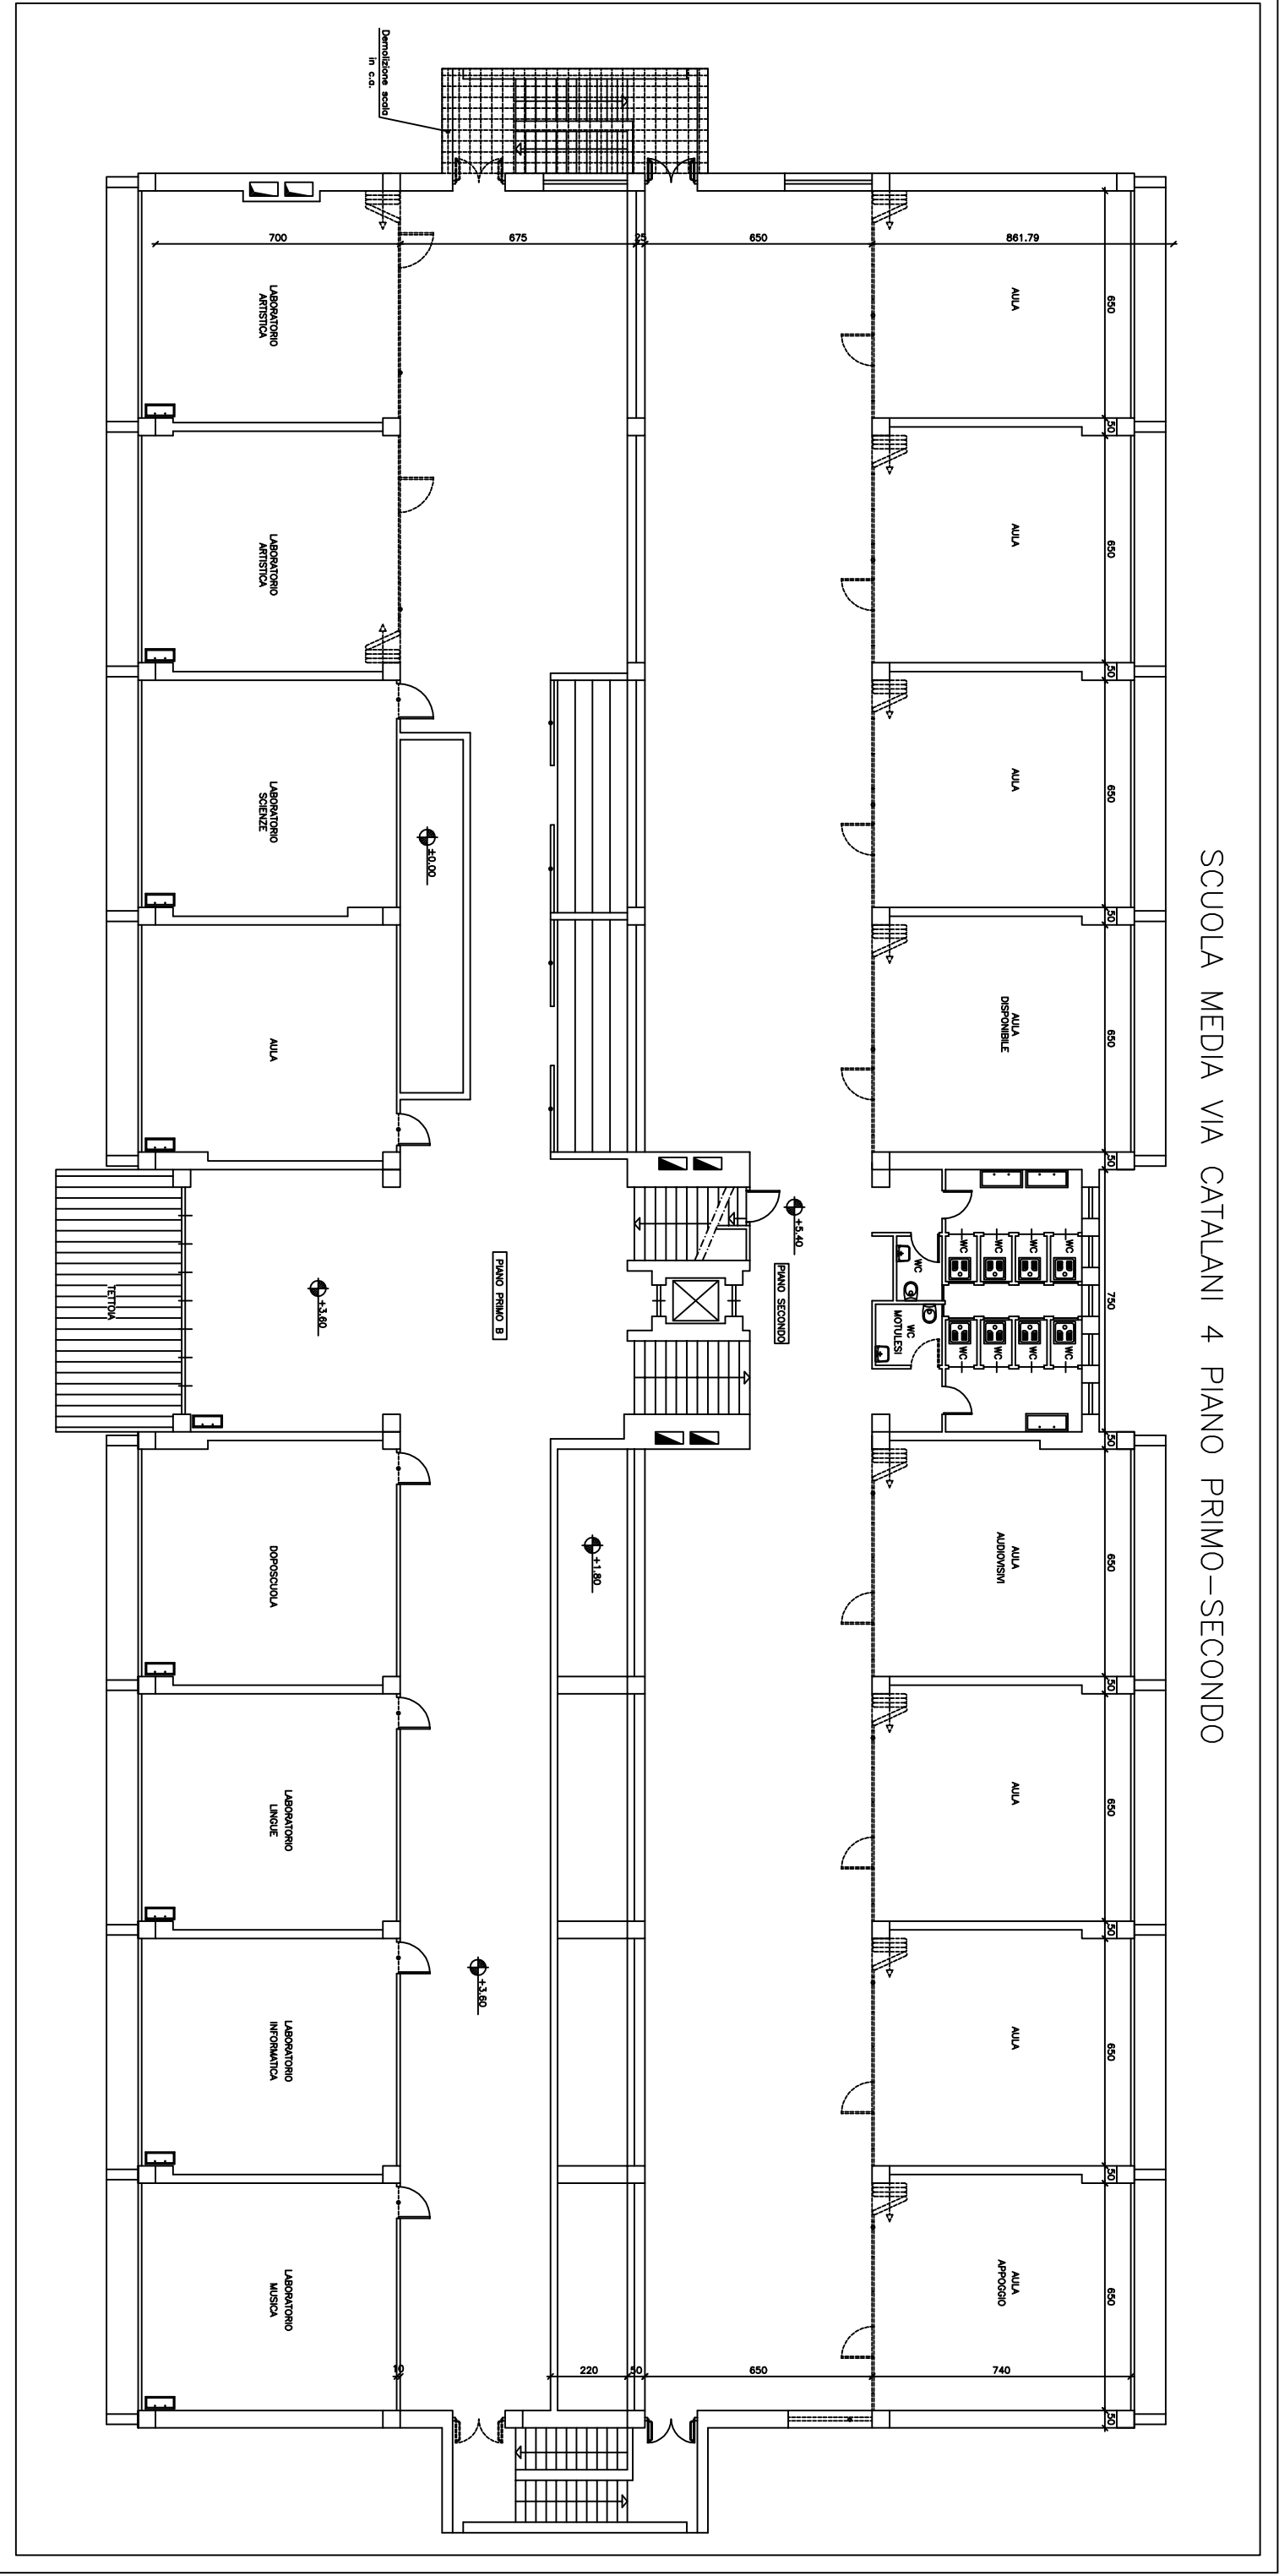 SCUOLA MEDIA VIA CATALANI 4 PIANO PRIMO-SECONDO
861.79
650
25
675
700
AULA
650
50
AULA
650
50
AULA
650
50
AULA
DISPONIBILE
650
50
750
50
AULA
AUDIOVISIVI
650
50
AULA
650
50
AULA
650
50
AULA
APPOGGIO
650
50
WC
WC
WC
WC
WC
WC
WC
WC
WC
WC
MOTULESI
+5.40
PIANO SECONDO
740
650
50
220
10
+1.80
PIANO PRIMO B
+3.60
±0.00
Demolizione scala
in c.a.
+3.60
LABORATORIO
ARTISTICA
LABORATORIO
ARTISTICA
LABORATORIO
SCIENZE
AULA
DOPOSCUOLA
LABORATORIO
LINGUE
LABORATORIO
INFORMATICA
LABORATORIO
MUSICA
TETTOIA